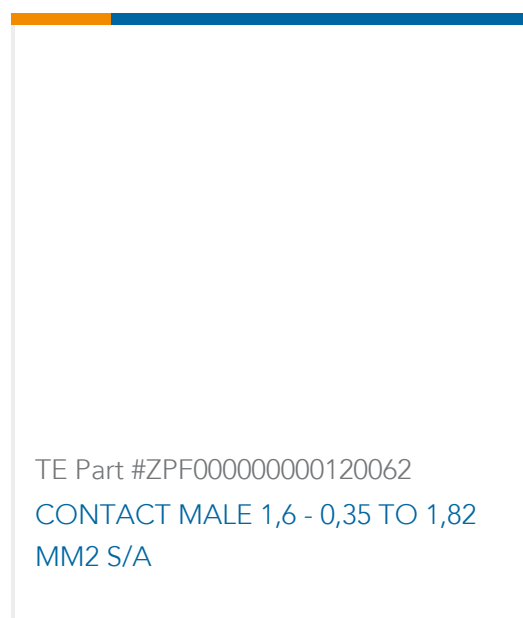 TE Part #ZPF000000000120062
CONTACT MALE 1,6 - 0,35 TO 1,82
MM2 S/A